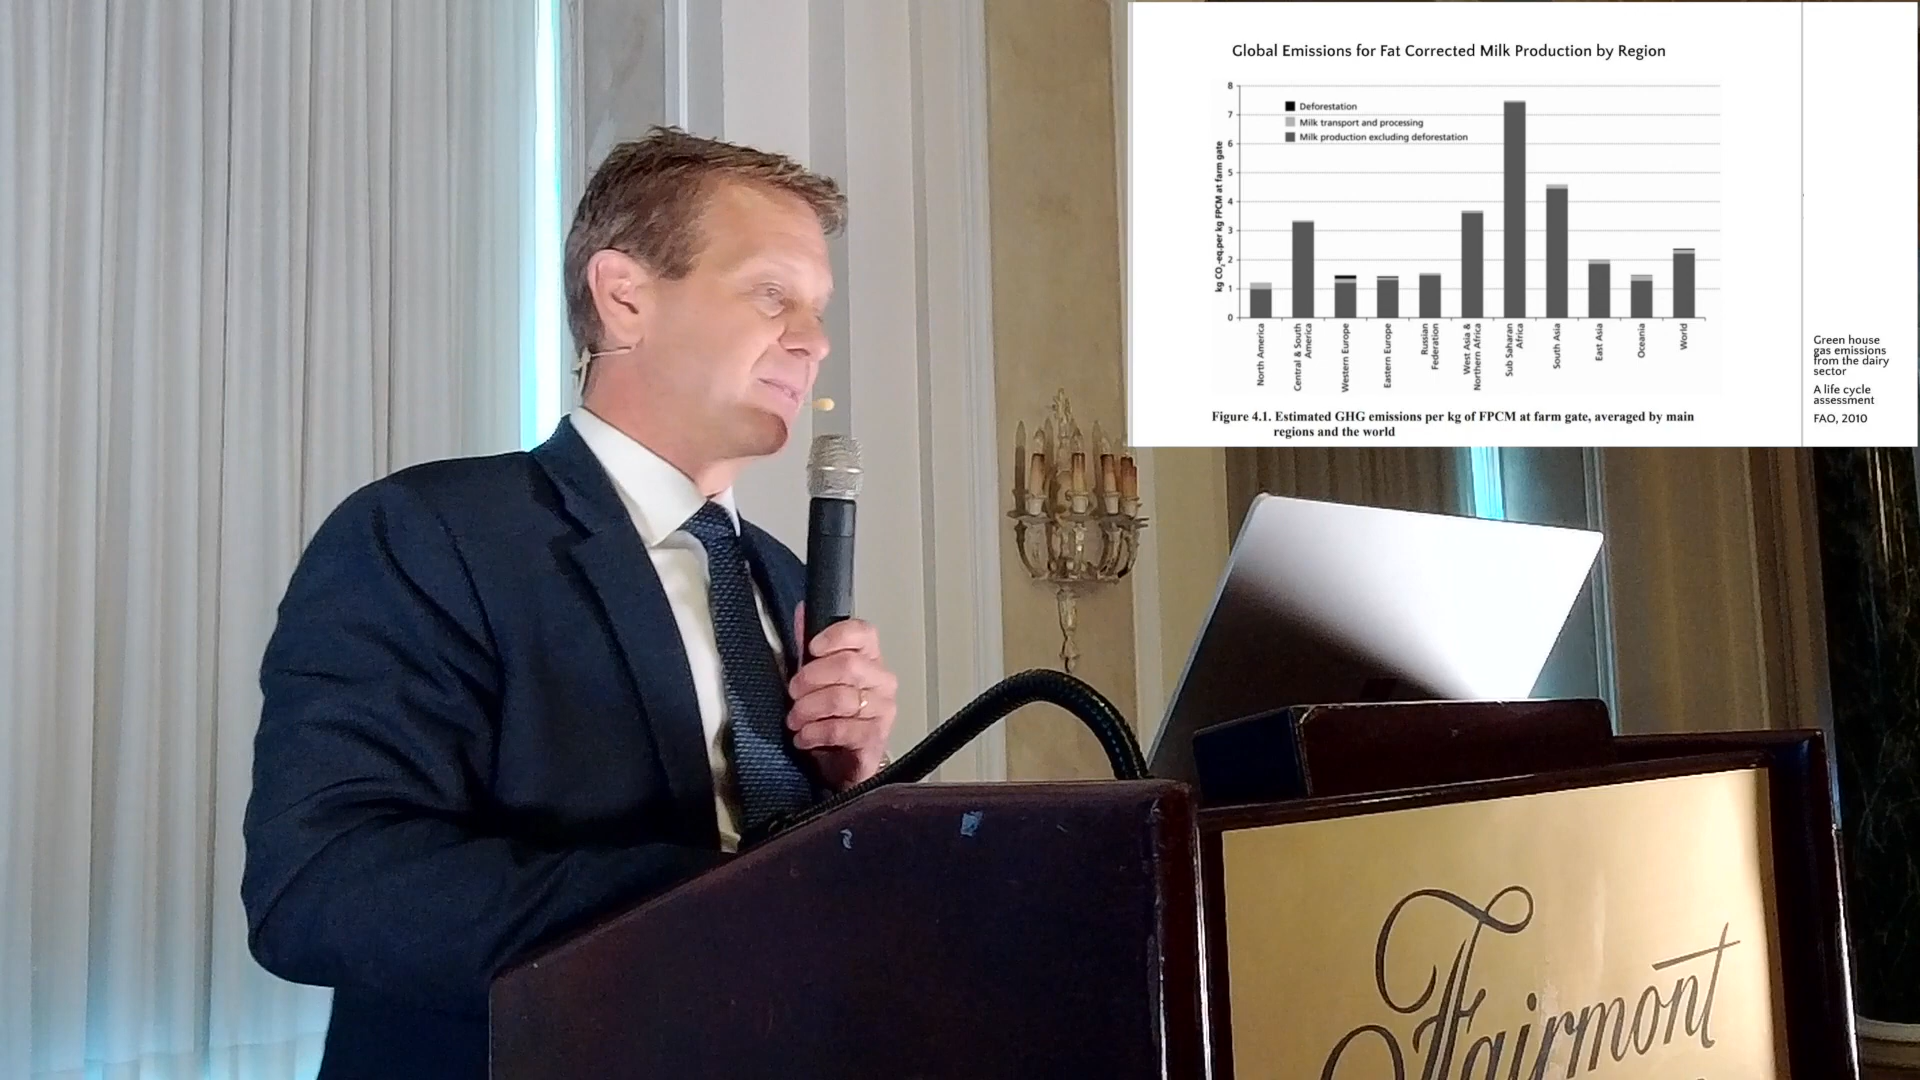 Global Emissions for Fat Corrected Milk Production by Region
8
7
6
5
4
3
2
1
0
kg CO2-eq.per kg FPCM at farm gate
Deforestation
Milk transport and processing
Milk production excluding deforestation
North America
Central & South
America
Western Europe
Eastern Europe
Russian
Federation
West Asia &
Northern Africa
Sub Saharan
Africa
South Asia
East Asia
Oceania
World
Figure 4.1. Estimated GHG emissions per kg of FPCM at farm gate, averaged by main
regions and the world
Green house
gas emissions
from the dairy
sector
A life cycle
assessment
FAO, 2010
Fairmont